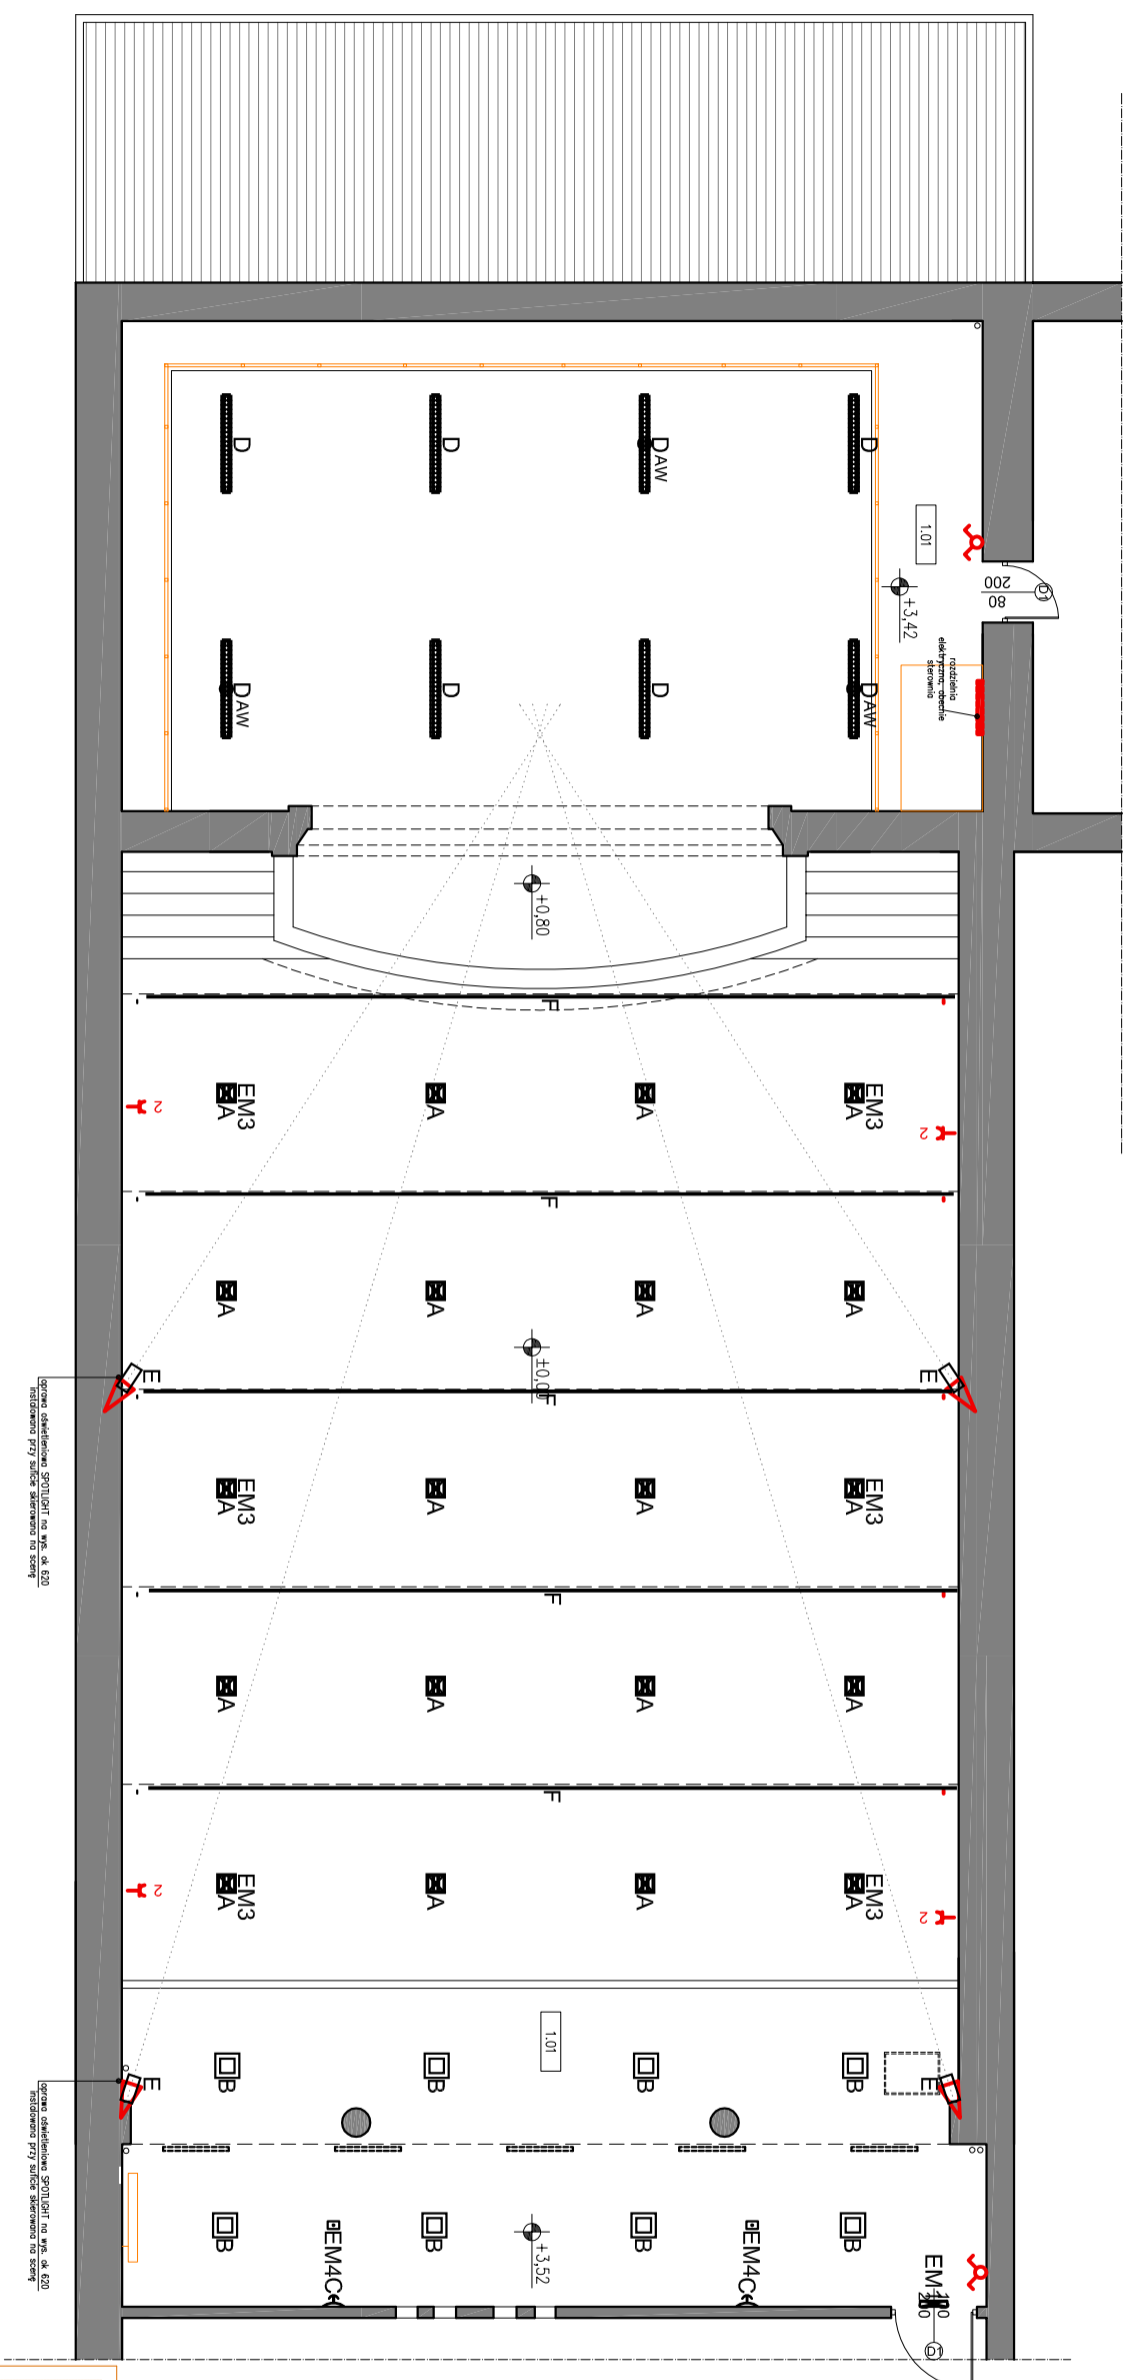 D
D
DAW
D
1.01
80
200
D1
+3,42
rozdzielnia
elektryczna, obecnie
sterownia
DAW
D
D
DAW
+0,80
F
2
EM3
A
A
A
EM3
A
2
F
A
A
A
A
±0,0
E
E
F
oprawa oświetleniowa SPOTLIGHT na wys. ok 620
instalowana przy suficie skierowana na scenę
EM3
A
A
A
EM3
A
F
A
A
A
A
F
2
EM3
A
A
A
EM3
A
2
1.01
B
B
B
B
E
E
oprawa oświetleniowa SPOTLIGHT na wys. ok 620
instalowana przy suficie skierowana na scenę
B
B
B
B
EM4C
EM4C
+3,52
D1